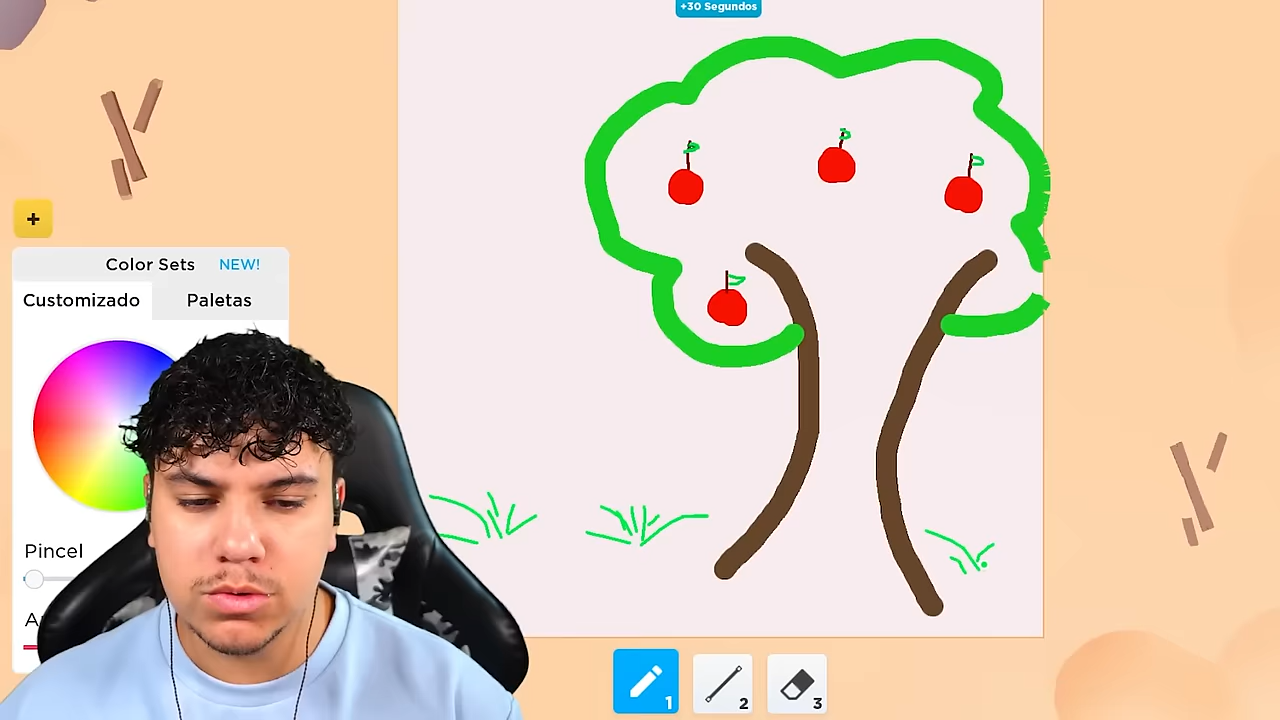 +30 Segundos
+
Color Sets NEW!
Customizado Paletas
Pincel
1
2
3